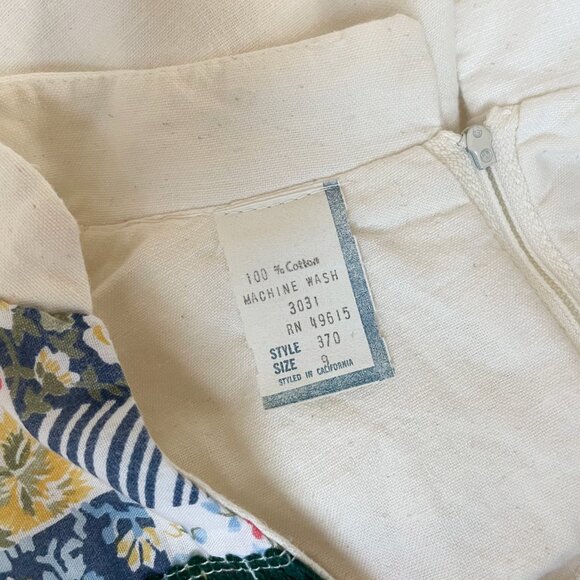 100 % Cotton
MACHINE WASH
3031
RN 49615
STYLE 370
SIZE 9
STYLED IN CALIFORNIA